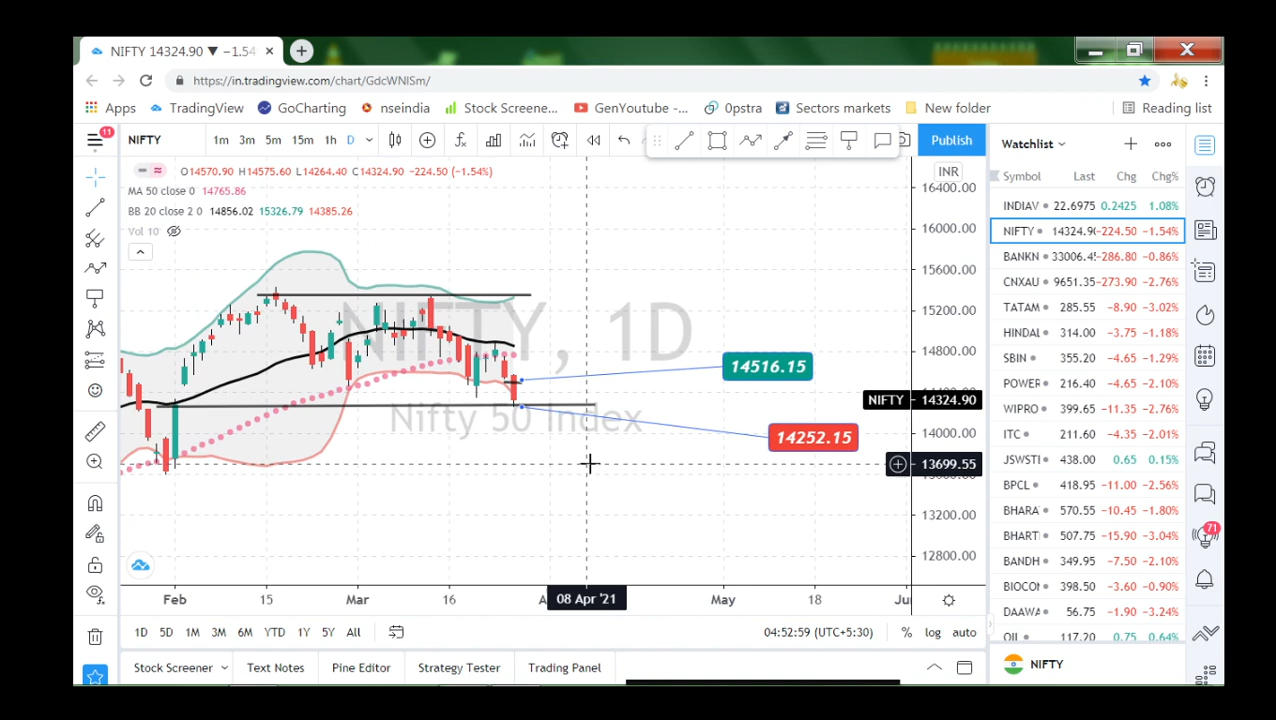 NIFTY 14324.90 ▼ −1.54
https://in.tradingview.com/chart/GdcWNISm/
Apps TradingView GoCharting nseindia Stock Screene... GenYoutube -... 0pstra Sectors markets New folder Reading list
11
NIFTY 1m 3m 5m 15m 1h D Publish
Watchlist
INR
Symbol Last Chg Chg%
O14570.90 H14575.60 L14264.40 C14324.90 −224.50 (−1.54%)
MA 50 close 0 14765.86
BB 20 close 2 0 14856.02 15326.79 14385.26
Vol 10
INDIAV 22.6975 0.2425 1.08%
NIFTY 14324.9( -224.50 -1.54%
BANKN 33006.4 -286.80 -0.86%
CNXAU 9651.35 -273.90 -2.76%
TATAM 285.55 -8.90 -3.02%
HINDAL 314.00 -3.75 -1.18%
SBIN 355.20 -4.65 -1.29%
POWER 216.40 -4.65 -2.10%
WIPRO 399.65 -11.35 -2.76%
ITC 211.60 -4.35 -2.01%
JSWSTI 438.00 0.65 0.15%
BPCL 418.95 -11.00 -2.56%
BHARA 570.55 -10.45 -1.80%
BHARTI 507.75 -15.90 -3.04%
BANDH 349.95 -7.50 -2.10%
BIOCOI 398.50 -3.60 -0.90%
DAAWA 56.75 -1.90 -3.24%
OIL 117.20 0.75 0.64%
71
NIFTY
16400.00
16000.00
15600.00
15200.00
14800.00
NIFTY 14324.90
14000.00
13699.55
13200.00
12800.00
NIFTY, 1D
Nifty 50 Index
14516.15
14252.15
Feb 15 Mar 16 08 Apr '21 May 18
1D 5D 1M 3M 6M YTD 1Y 5Y All 04:52:59 (UTC+5:30) % log auto
Stock Screener Text Notes Pine Editor Strategy Tester Trading Panel